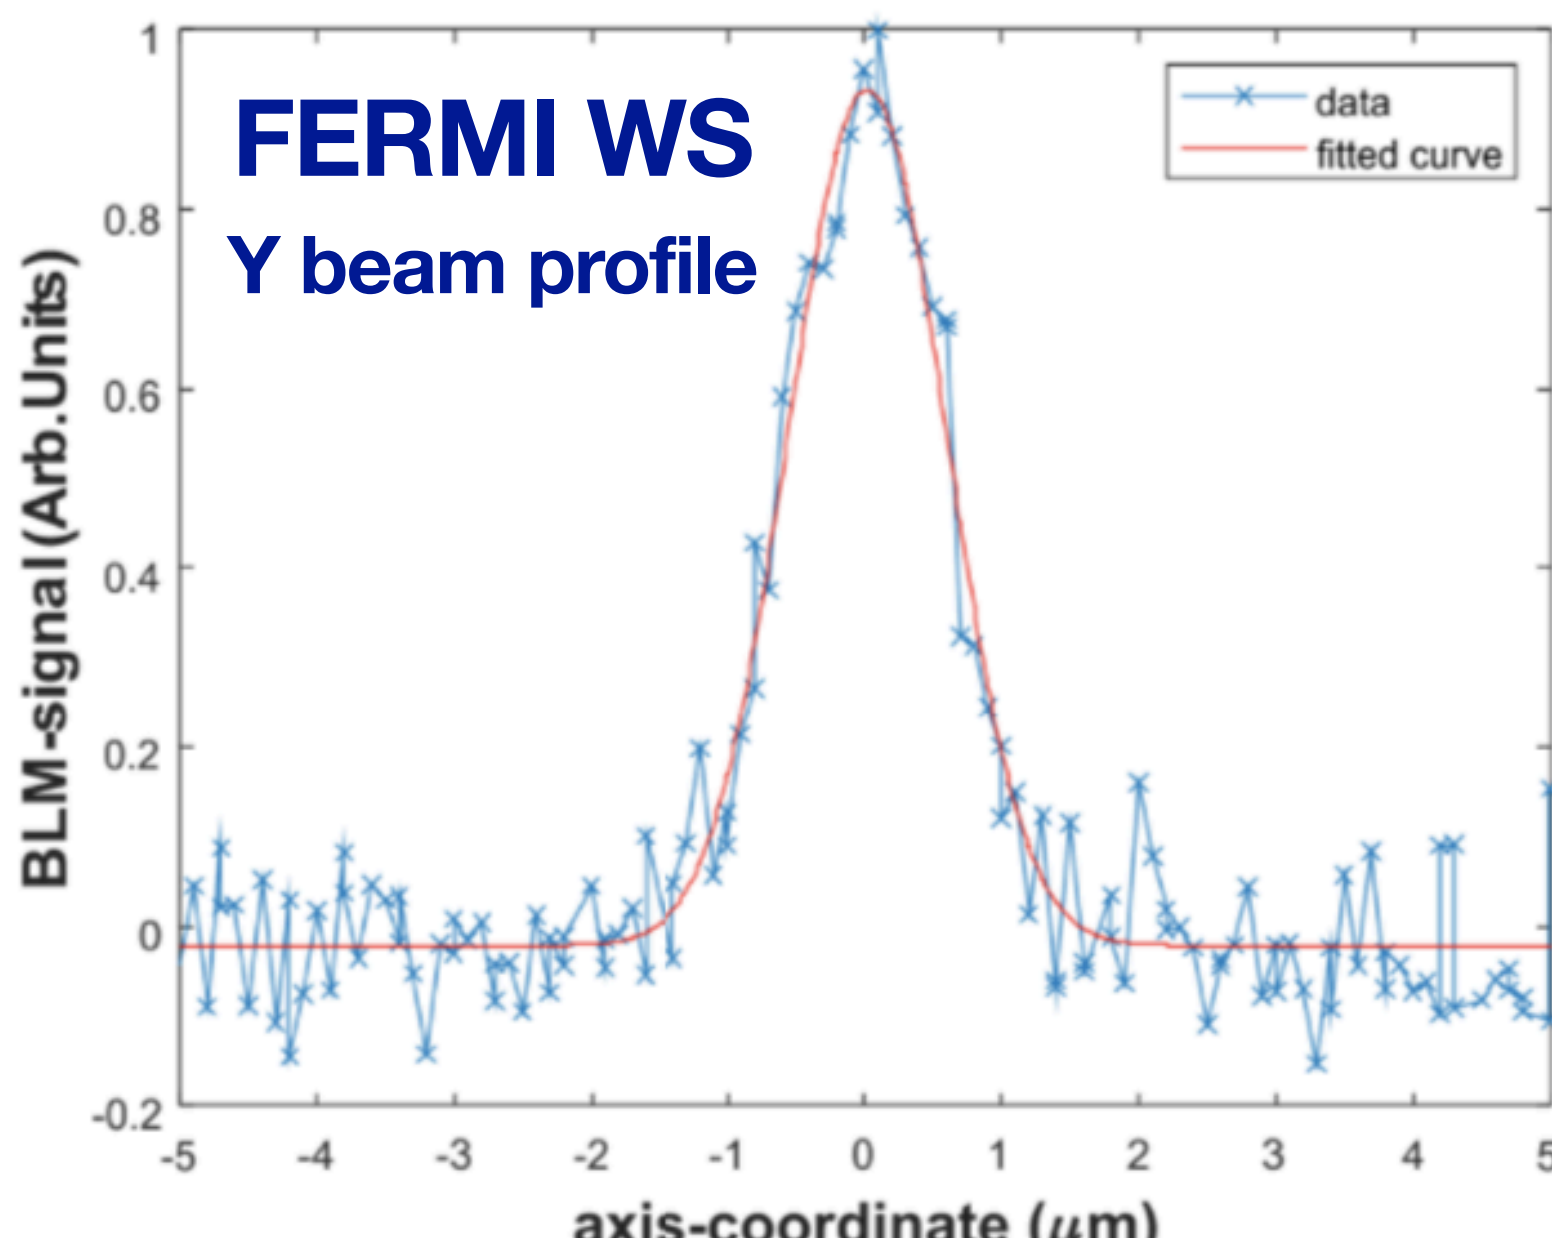 FERMI WS
Y beam profile
data
fitted curve
BLM-signal (Arb.Units)
1
0.8
0.6
0.4
0.2
0
-0.2
-5 -4 -3 -2 -1 0 1 2 3 4 5
axis-coordinate (μm)